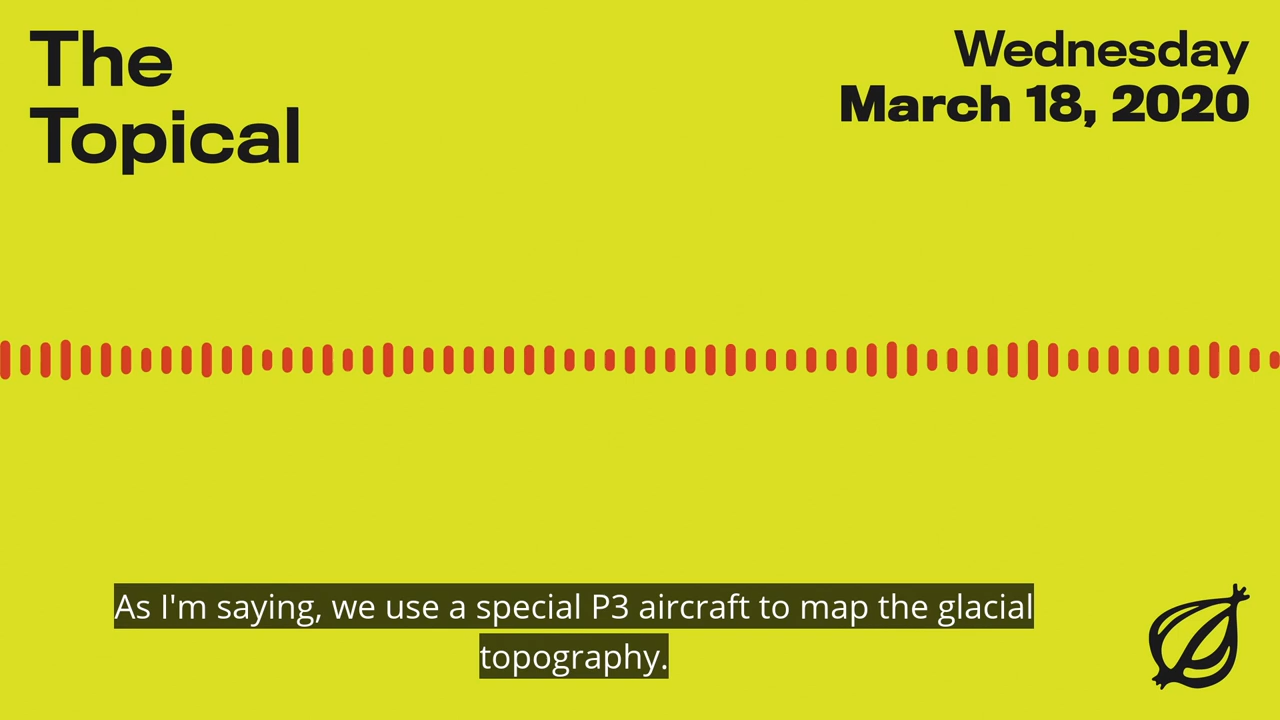 The
Topical
Wednesday
March 18, 2020
As I'm saying, we use a special P3 aircraft to map the glacial
topography.